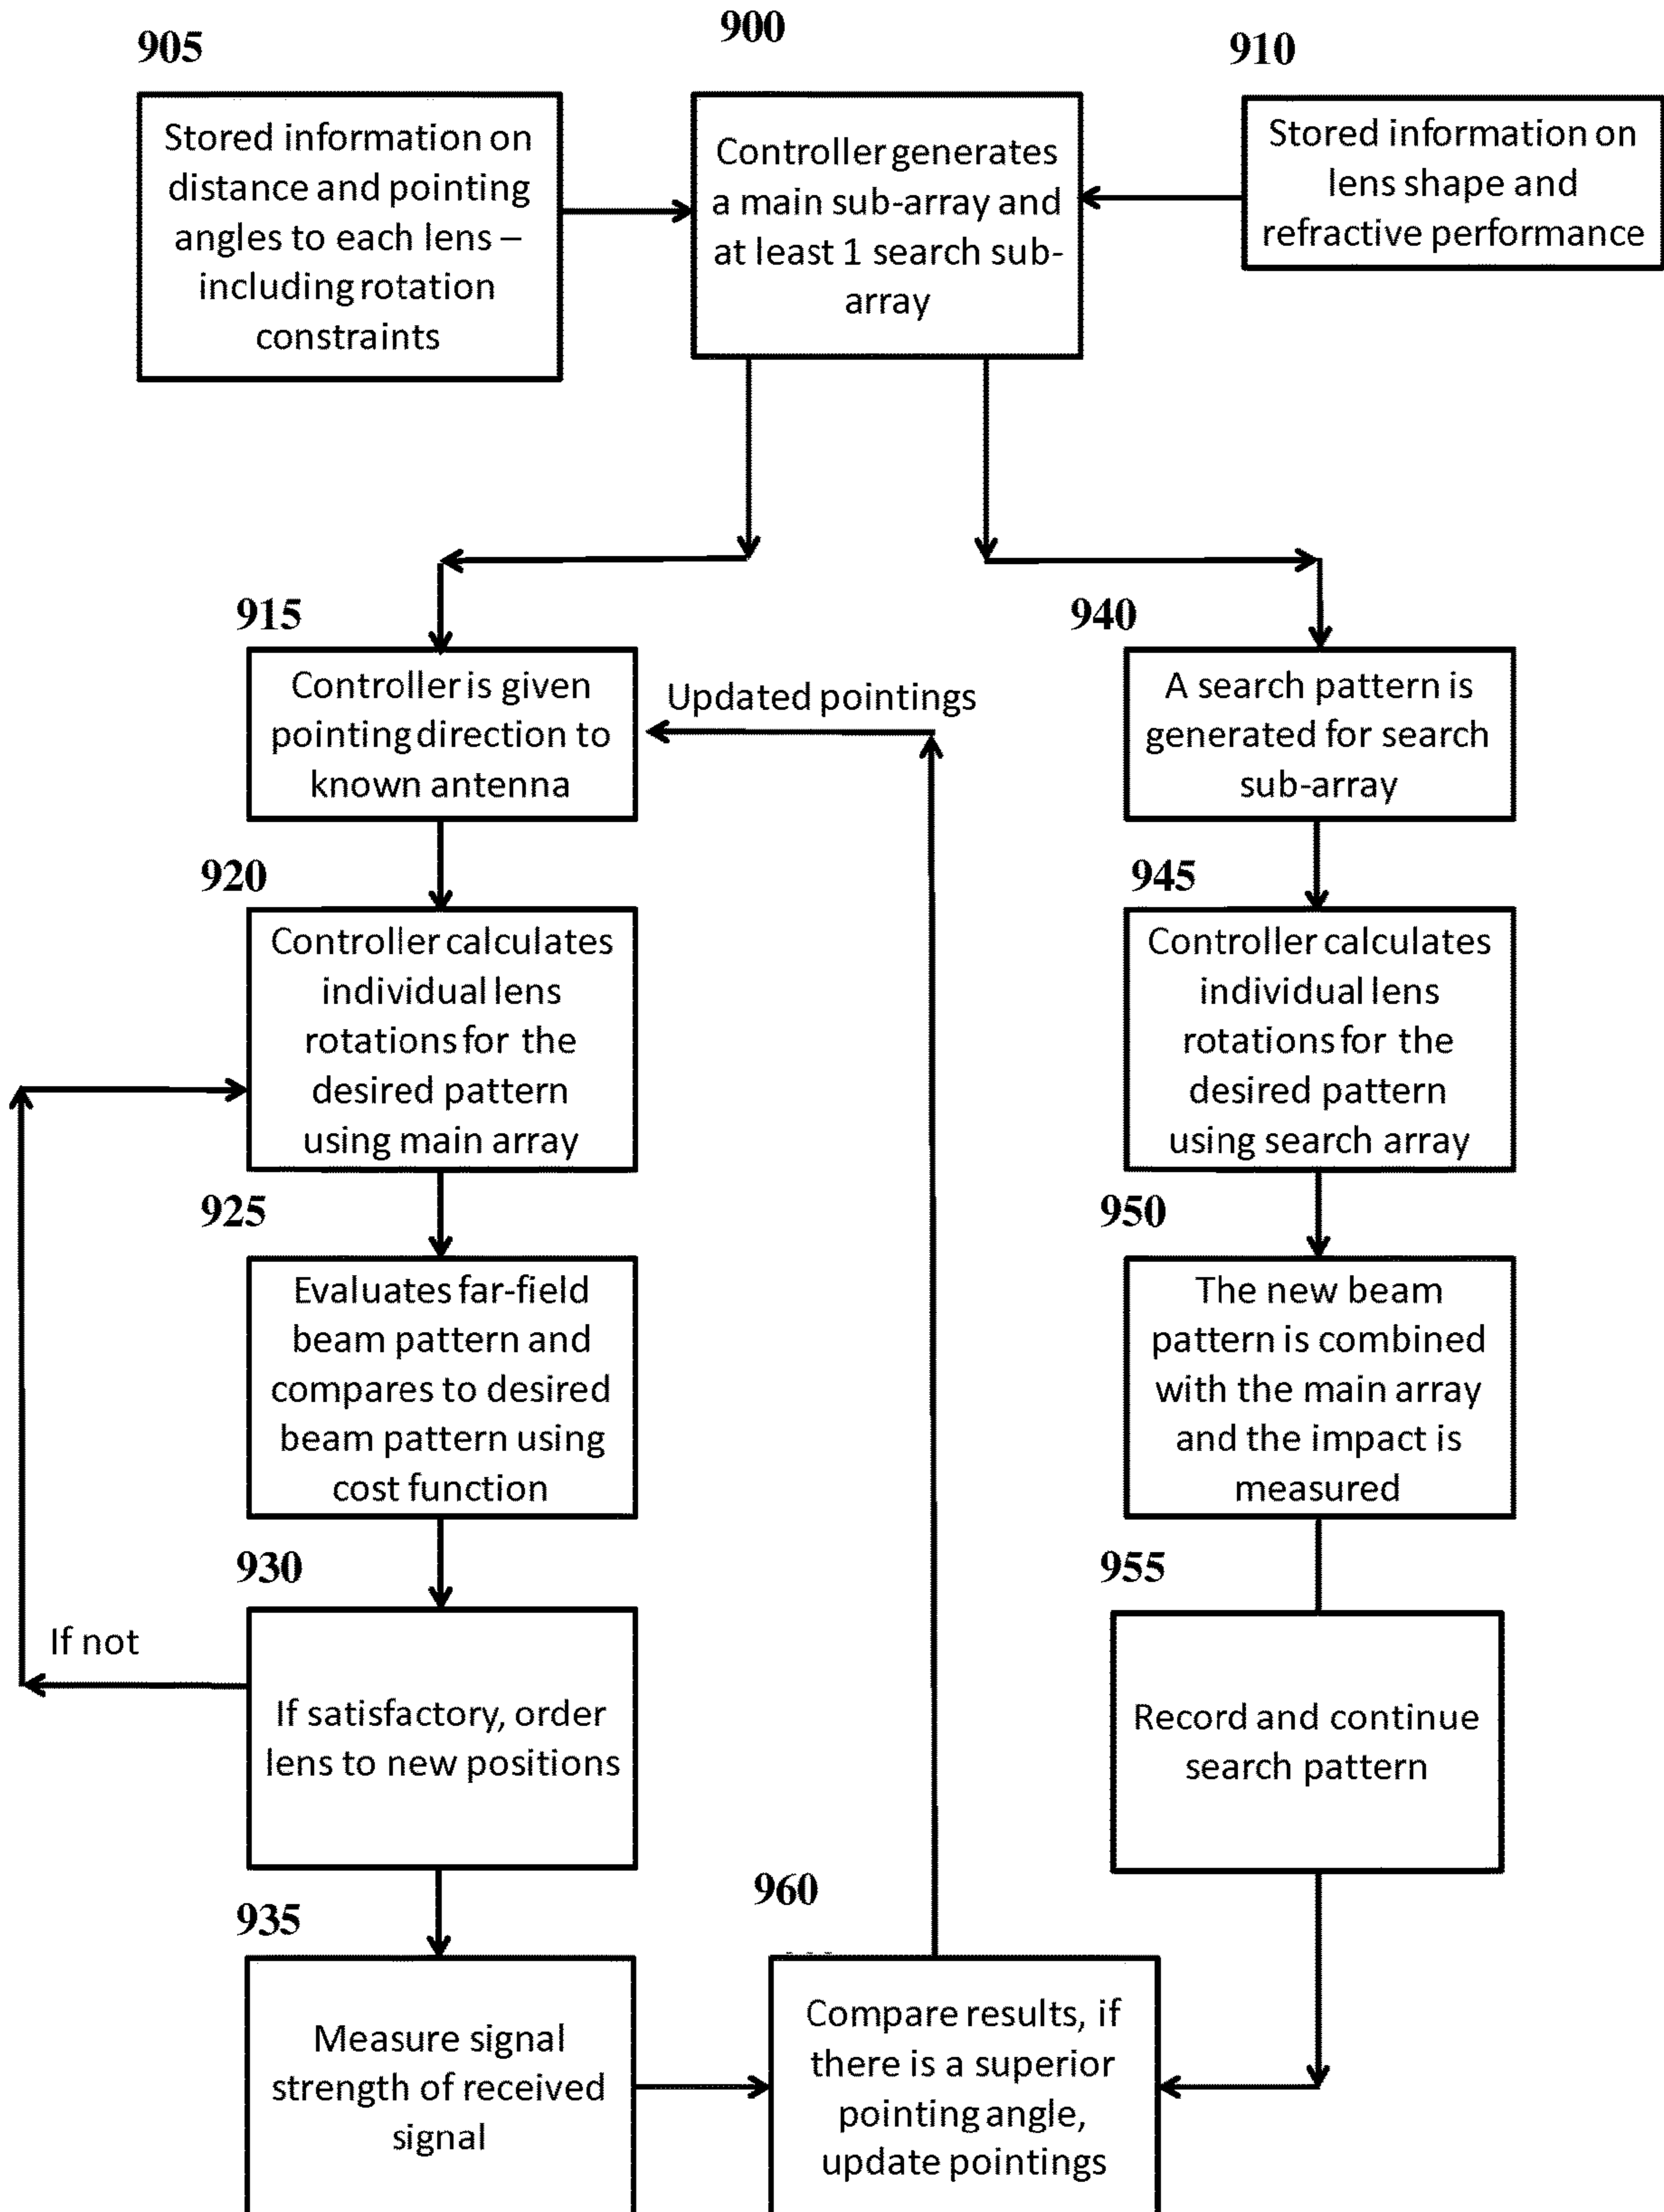 900
905
910
Stored information on
distance and pointing
angles to each lens –
including rotation
constraints
Controller generates
a main sub-array and
at least 1 search sub-
array
Stored information on
lens shape and
refractive performance
915
Controller is given
pointing direction to
known antenna
Updated pointings
940
A search pattern is
generated for search
sub-array
920
Controller calculates
individual lens
rotations for the
desired pattern
using main array
945
Controller calculates
individual lens
rotations for the
desired pattern
using search array
925
Evaluates far-field
beam pattern and
compares to desired
beam pattern using
cost function
950
The new beam
pattern is combined
with the main array
and the impact is
measured
930
If not
If satisfactory, order
lens to new positions
955
Record and continue
search pattern
935
Measure signal
strength of received
signal
960
Compare results, if
there is a superior
pointing angle,
update pointings